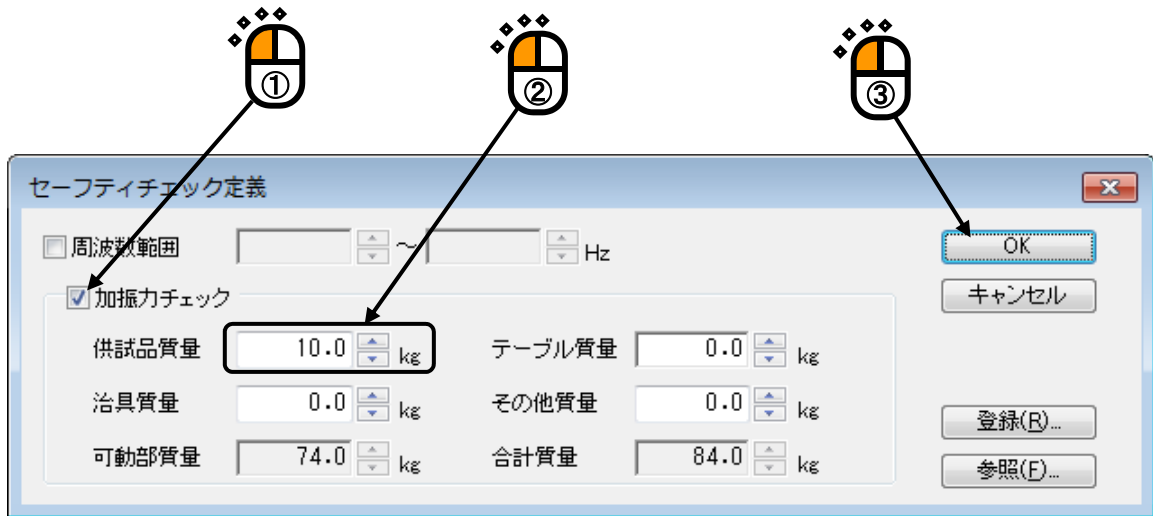 ① ② ③
セーフティチェック定義
周波数範囲 ～ Hz OK
加振力チェック キャンセル
供試品質量 10.0 kg テーブル質量 0.0 kg
治具質量 0.0 kg その他質量 0.0 kg 登録(R)...
可動部質量 74.0 kg 合計質量 84.0 kg 参照(F)...